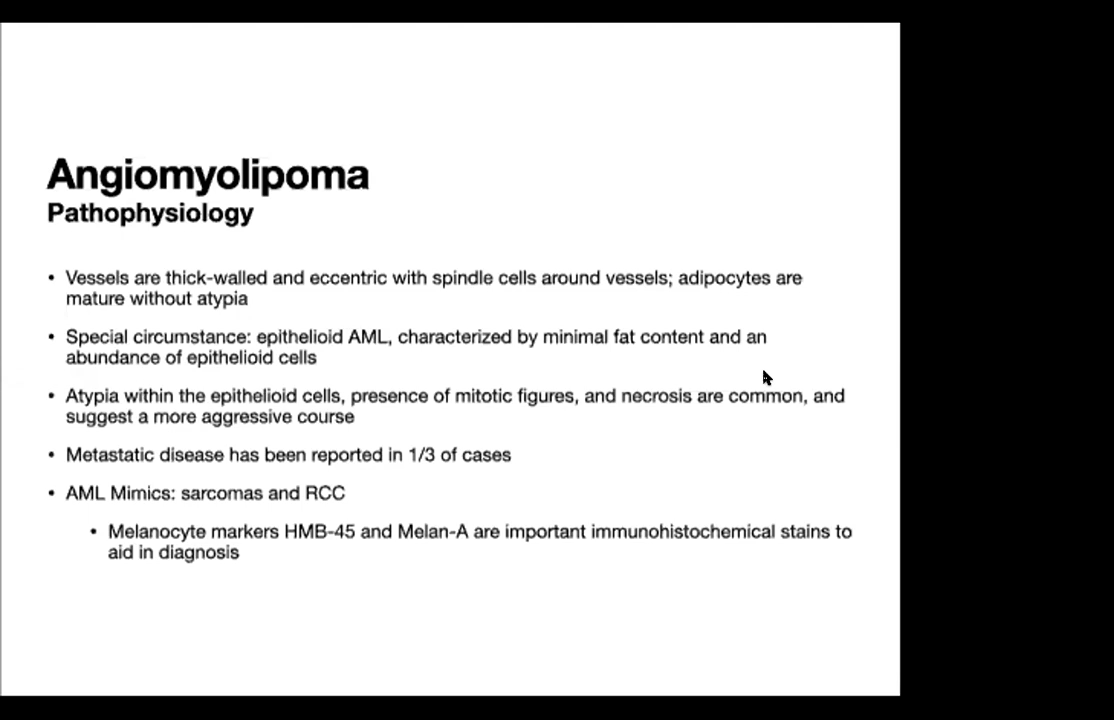 Angiomyolipoma
Pathophysiology
• Vessels are thick-walled and eccentric with spindle cells around vessels; adipocytes are
mature without atypia
• Special circumstance: epithelioid AML, characterized by minimal fat content and an
abundance of epithelioid cells
• Atypia within the epithelioid cells, presence of mitotic figures, and necrosis are common, and
suggest a more aggressive course
• Metastatic disease has been reported in 1/3 of cases
• AML Mimics: sarcomas and RCC
• Melanocyte markers HMB-45 and Melan-A are important immunohistochemical stains to
aid in diagnosis